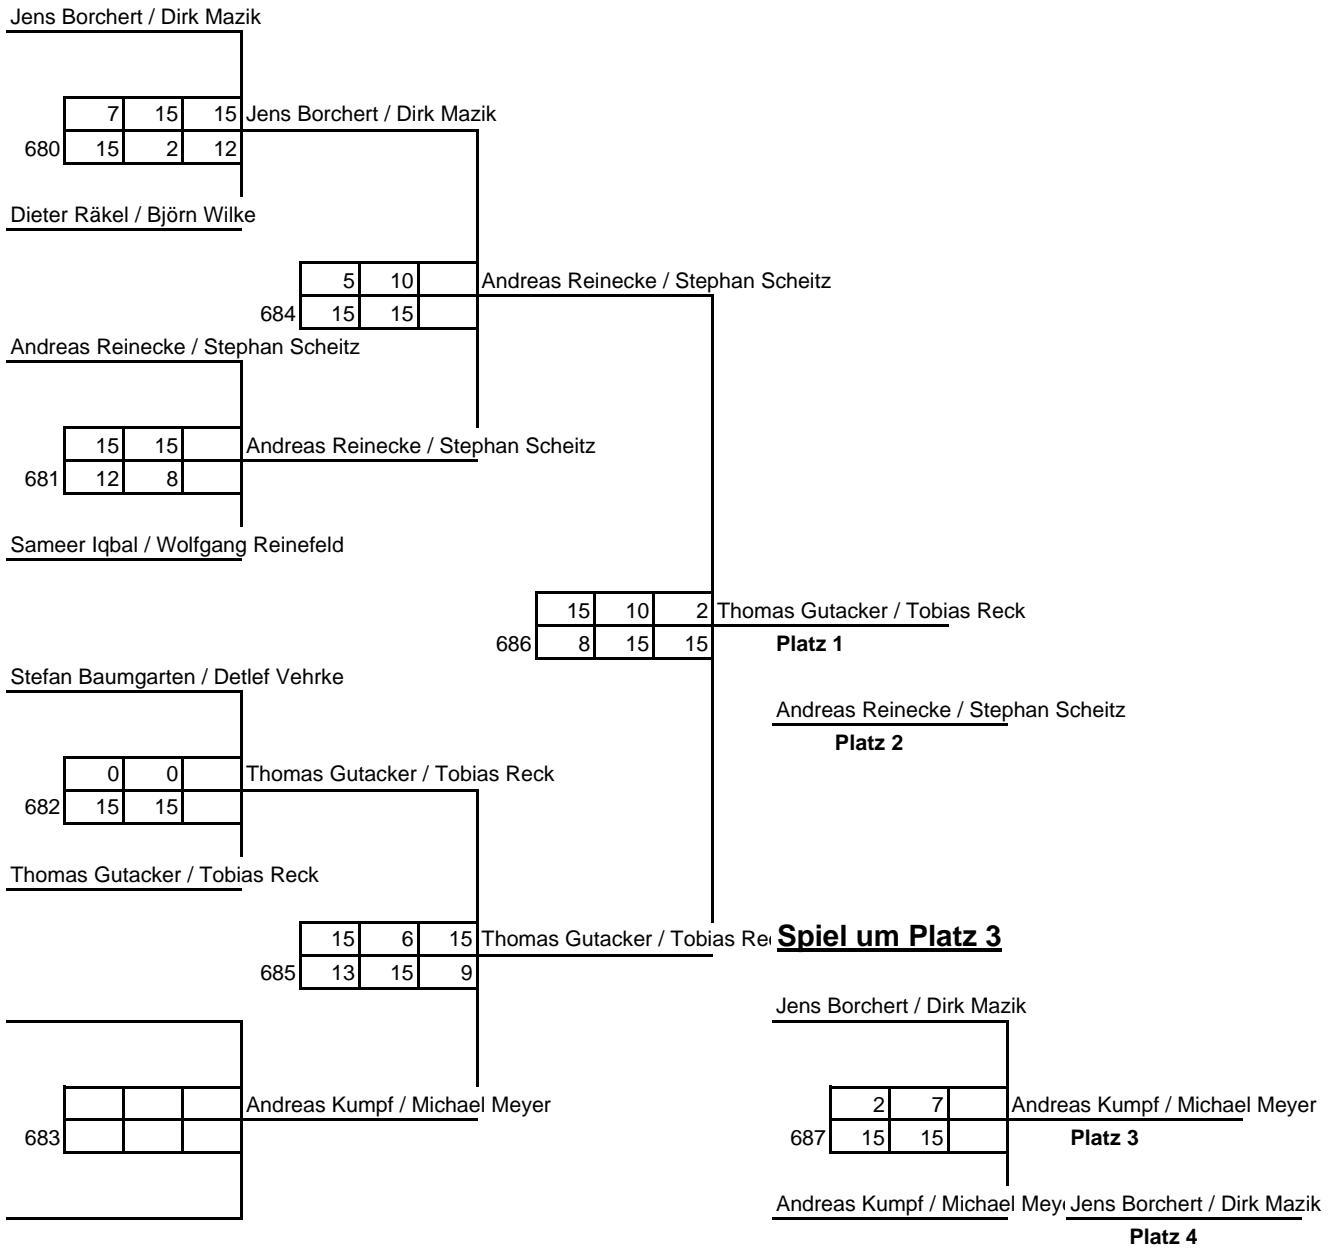 Jens Borchert / Dirk Mazik
7 15 15 Jens Borchert / Dirk Mazik
680 15 2 12
Dieter Räkel / Björn Wilke
5 10 Andreas Reinecke / Stephan Scheitz
684 15 15
Andreas Reinecke / Stephan Scheitz
15 15 Andreas Reinecke / Stephan Scheitz
681 12 8
Sameer Iqbal / Wolfgang Reinefeld
15 10 2 Thomas Gutacker / Tobias Reck
686 8 15 15 Platz 1
Stefan Baumgarten / Detlef Vehrke
Andreas Reinecke / Stephan Scheitz
Platz 2
0 0 Thomas Gutacker / Tobias Reck
682 15 15
Thomas Gutacker / Tobias Reck
15 6 15 Thomas Gutacker / Tobias Rec Spiel um Platz 3
685 13 15 9
Jens Borchert / Dirk Mazik
Andreas Kumpf / Michael Meyer 2 7 Andreas Kumpf / Michael Meyer
683 687 15 15 Platz 3
Andreas Kumpf / Michael Meye Jens Borchert / Dirk Mazik
Platz 4